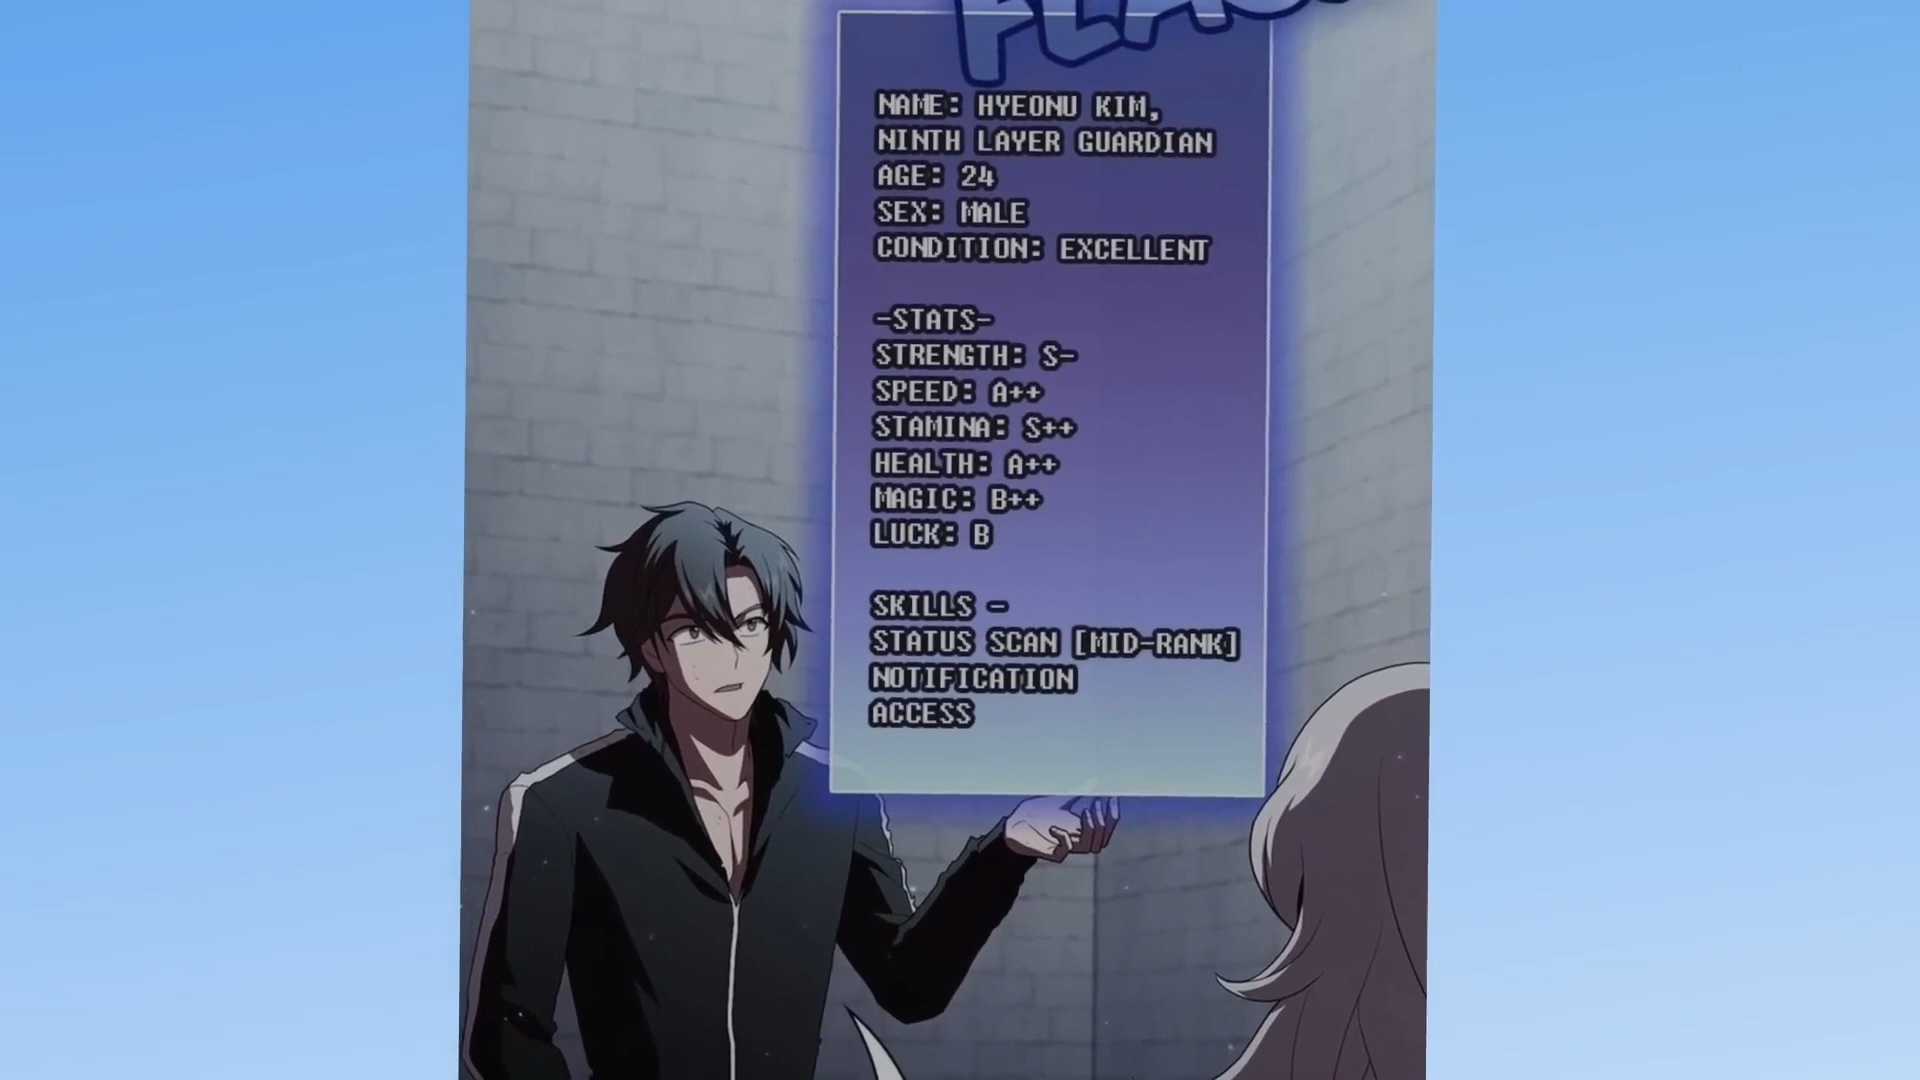 FLASH
NAME: HYEONU KIM,
NINTH LAYER GUARDIAN
AGE: 24
SEX: MALE
CONDITION: EXCELLENT
-STATS-
STRENGTH: S-
SPEED: A++
STAMINA: S++
HEALTH: A++
MAGIC: B++
LUCK: B
SKILLS -
STATUS SCAN [MID-RANK]
NOTIFICATION
ACCESS